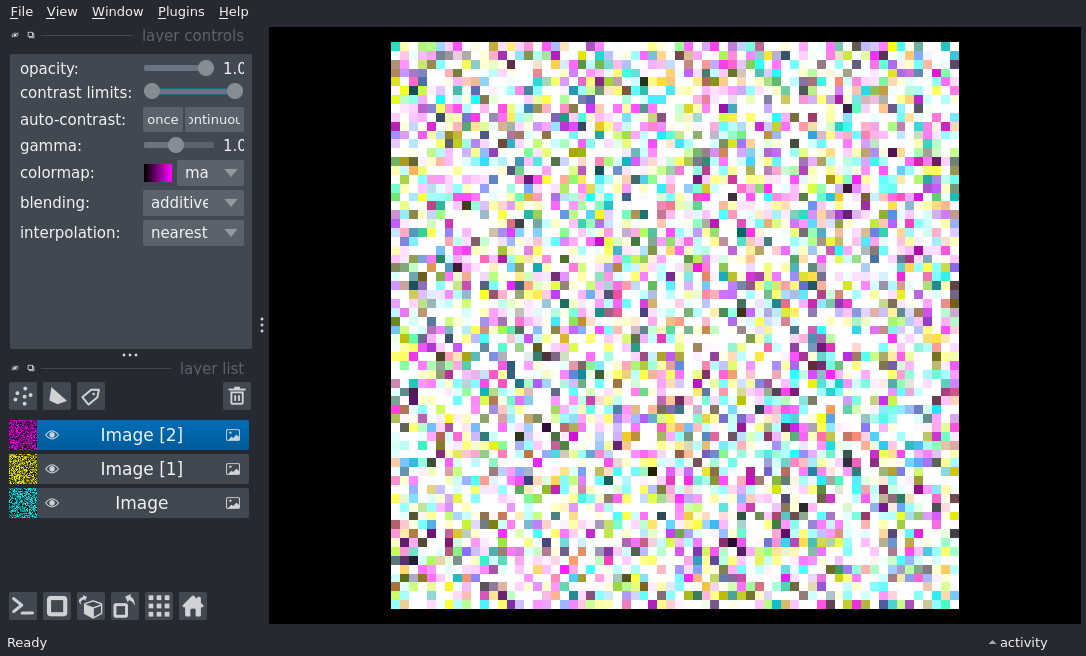 File View Window Plugins Help
layer controls
opacity: 1.0
contrast limits:
auto-contrast: once ontinuou
gamma: 1.0
colormap: ma
blending: additive
interpolation: nearest
layer list
Image [2]
Image [1]
Image
Ready
activity